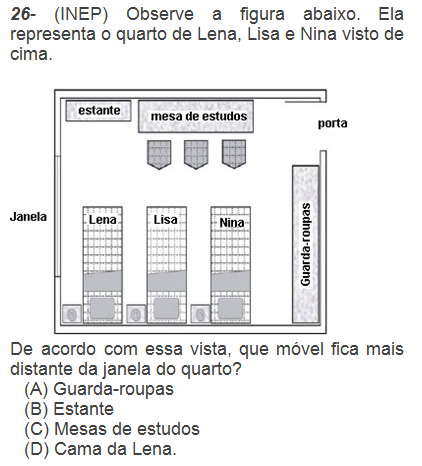 26- (INEP) Observe a figura abaixo. Ela
representa o quarto de Lena, Lisa e Nina visto de
cima.
estante
mesa de estudos
porta
Janela
Lena
Lisa
Nina
Guarda-roupas
De acordo com essa vista, que móvel fica mais
distante da janela do quarto?
(A) Guarda-roupas
(B) Estante
(C) Mesas de estudos
(D) Cama da Lena.